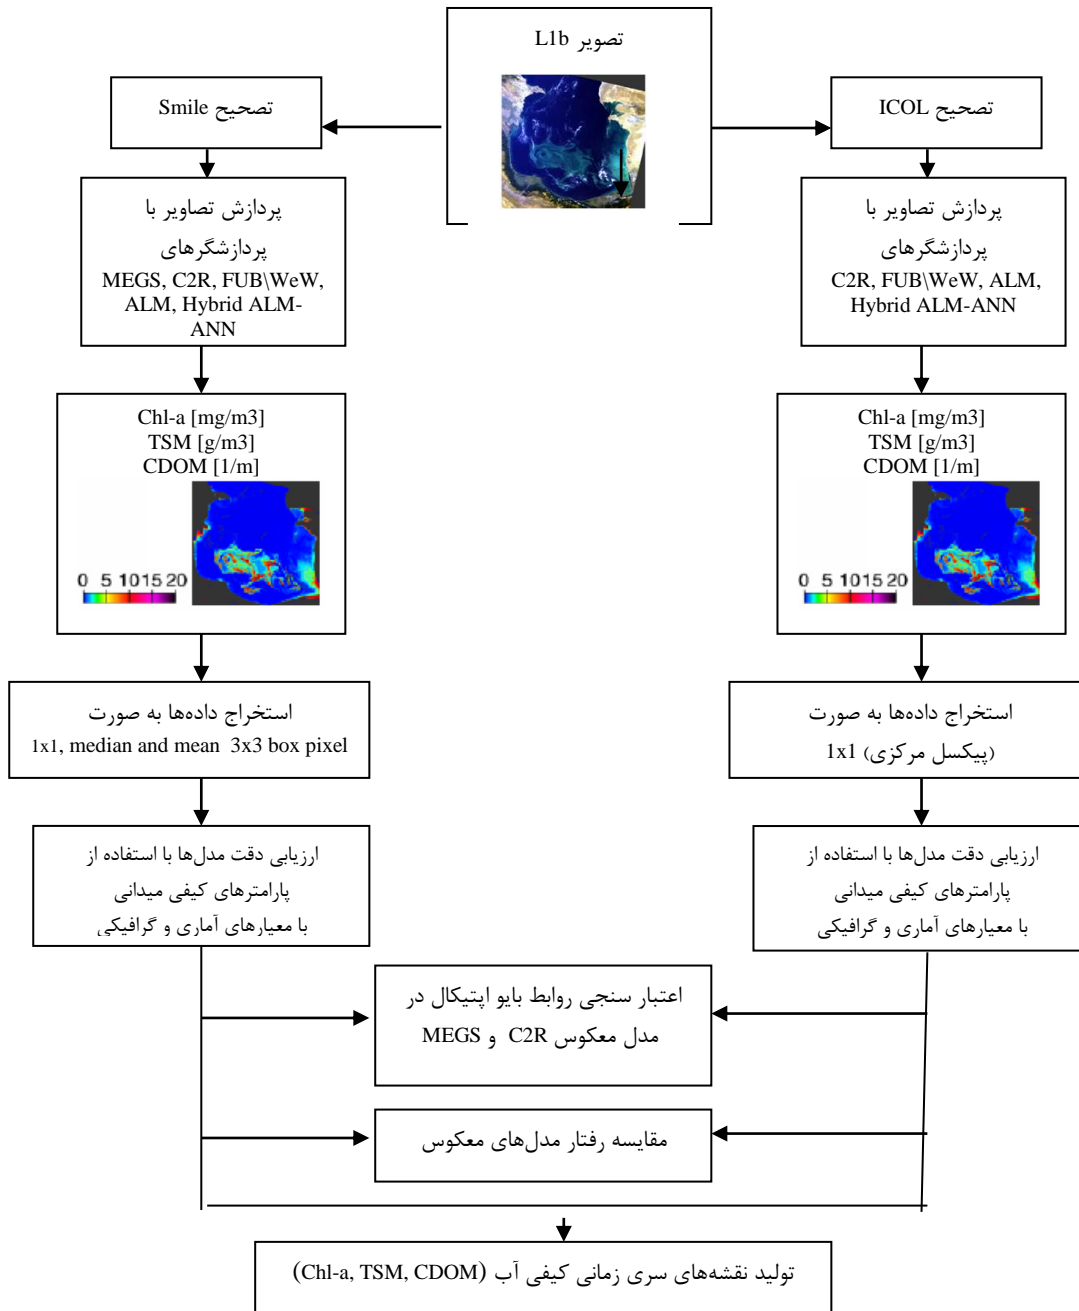 تصویر L1b
تصحیح Smile
تصحیح ICOL
پردازش تصاویر با
پردازشگرهای
MEGS, C2R, FUB\WeW,
ALM, Hybrid ALM-
ANN
پردازش تصاویر با
پردازشگرهای
C2R, FUB\WeW, ALM,
Hybrid ALM-ANN
Chl-a [mg/m3]
TSM [g/m3]
CDOM [1/m]
0 5 10 15 20
Chl-a [mg/m3]
TSM [g/m3]
CDOM [1/m]
0 5 10 15 20
استخراج داده‌ها به صورت
1x1, median and mean 3x3 box pixel
استخراج داده‌ها به صورت
1x1 (پیکسل مرکزی)
ارزیابی دقت مدل‌ها با استفاده از
پارامترهای کیفی میدانی
با معیارهای آماری و گرافیکی
ارزیابی دقت مدل‌ها با استفاده از
پارامترهای کیفی میدانی
با معیارهای آماری و گرافیکی
اعتبار سنجی روابط بایو اپتیکال در
مدل معکوس C2R و MEGS
مقایسه رفتار مدل‌های معکوس
تولید نقشه‌های سری زمانی کیفی آب (Chl-a, TSM, CDOM)